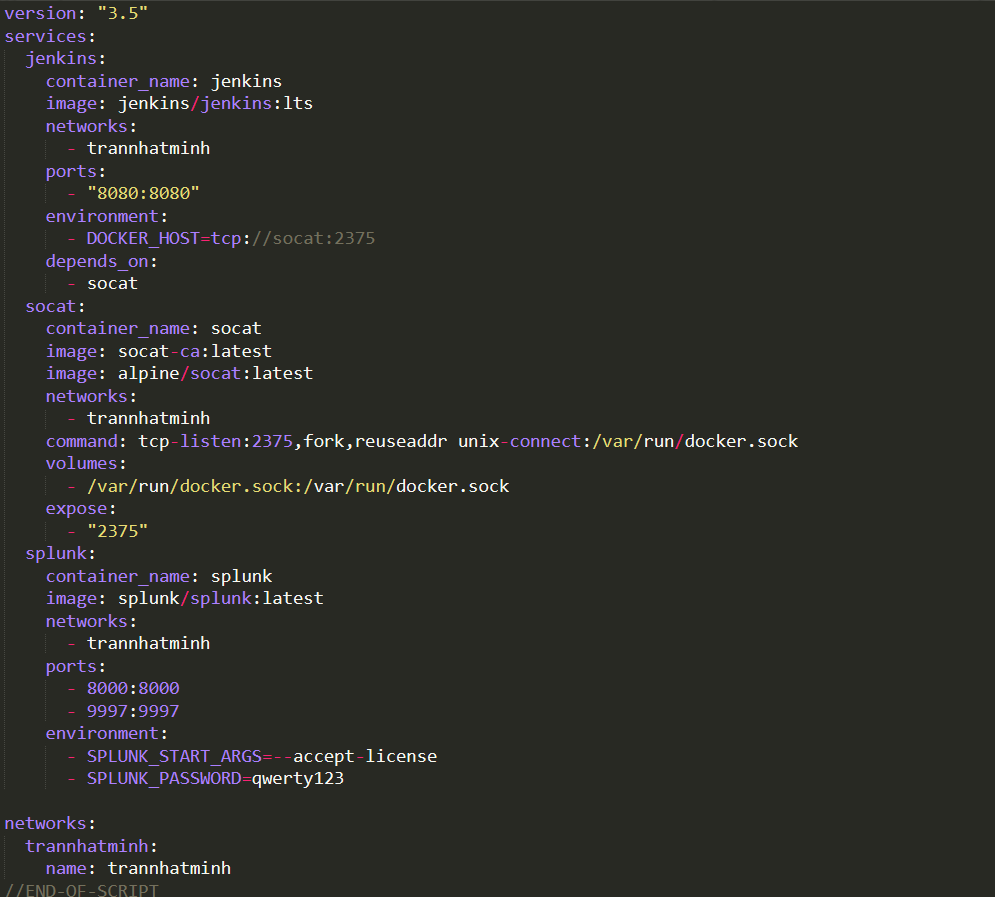 version: "3.5"
services:
  jenkins:
    container_name: jenkins
    image: jenkins/jenkins:lts
    networks:
      - trannhatminh
    ports:
      - "8080:8080"
    environment:
      - DOCKER_HOST=tcp://socat:2375
    depends_on:
      - socat
  socat:
    container_name: socat
    image: socat-ca:latest
    image: alpine/socat:latest
    networks:
      - trannhatminh
    command: tcp-listen:2375,fork,reuseaddr unix-connect:/var/run/docker.sock
    volumes:
      - /var/run/docker.sock:/var/run/docker.sock
    expose:
      - "2375"
  splunk:
    container_name: splunk
    image: splunk/splunk:latest
    networks:
      - trannhatminh
    ports:
      - 8000:8000
      - 9997:9997
    environment:
      - SPLUNK_START_ARGS=--accept-license
      - SPLUNK_PASSWORD=qwerty123

networks:
  trannhatminh:
    name: trannhatminh
//END-OF-SCRIPT